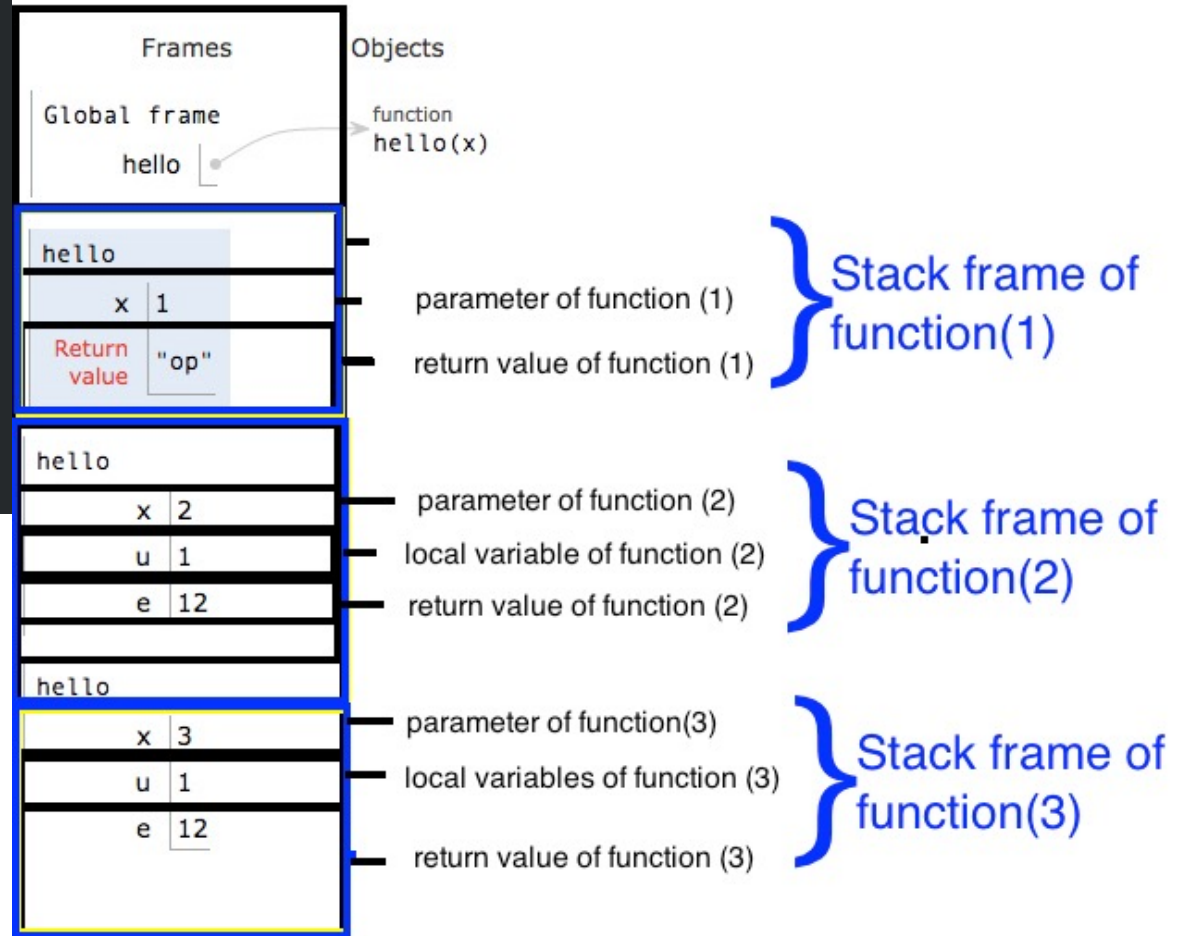 Frames
Objects
Global frame
hello
function
hello(x)
hello
x 1
Return
value
"op"
parameter of function (1)
return value of function (1)
Stack frame of
function(1)
hello
x 2
u 1
e 12
parameter of function (2)
local variable of function (2)
return value of function (2)
Stack frame of
function(2)
hello
x 3
u 1
e 12
parameter of function(3)
local variables of function (3)
return value of function (3)
Stack frame of
function(3)